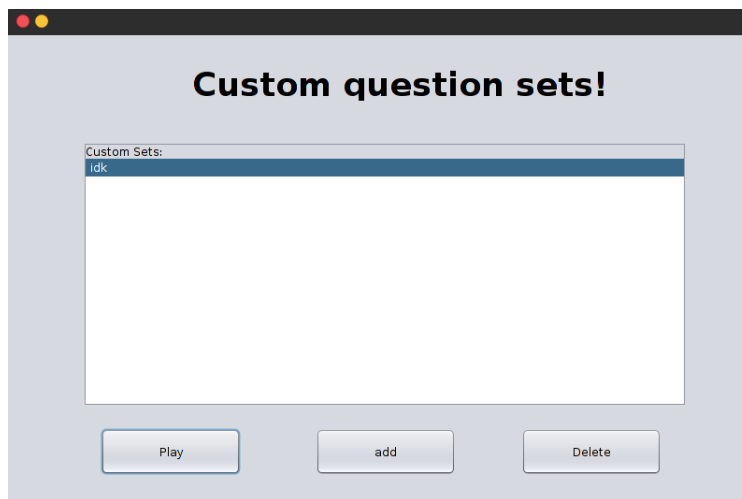 Custom question sets!
Custom Sets:
idk
Play
add
Delete